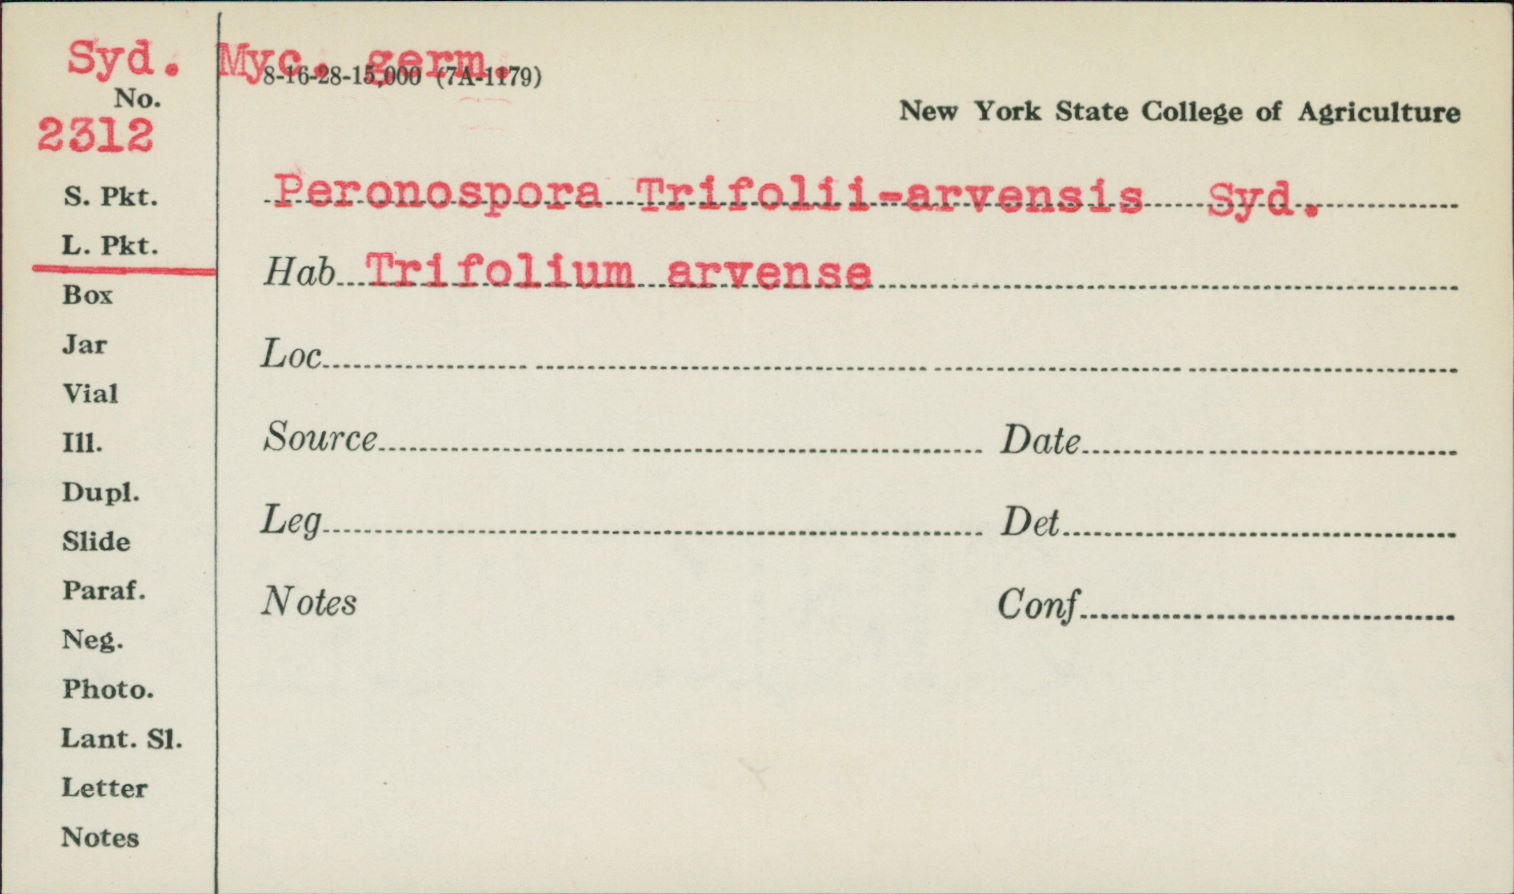 Syd. Myc. germ.
8-16-28-15,000 (7A-1179)
No.
2312
New York State College of Agriculture
S. Pkt.
Peronospora Trifolii-arvensis Syd.
L. Pkt.
Hab Trifolium arvense
Box
Jar
Loc
Vial
Ill.
Source Date
Dupl.
Slide
Leg Det
Paraf.
Notes Conf
Neg.
Photo.
Lant. Sl.
Letter
Notes